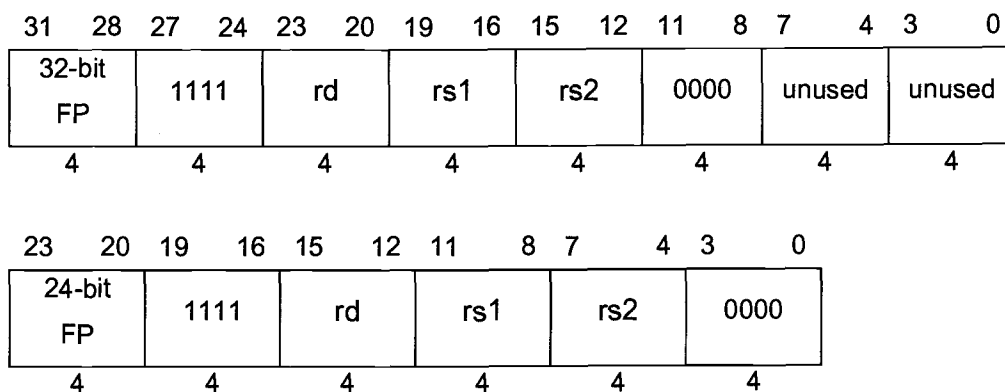 31 28 27 24 23 20 19 16 15 12 11 8 7 4 3 0
32-bit FP 1111 rd rs1 rs2 0000 unused unused
4 4 4 4 4 4 4 4
23 20 19 16 15 12 11 8 7 4 3 0
24-bit FP 1111 rd rs1 rs2 0000
4 4 4 4 4 4